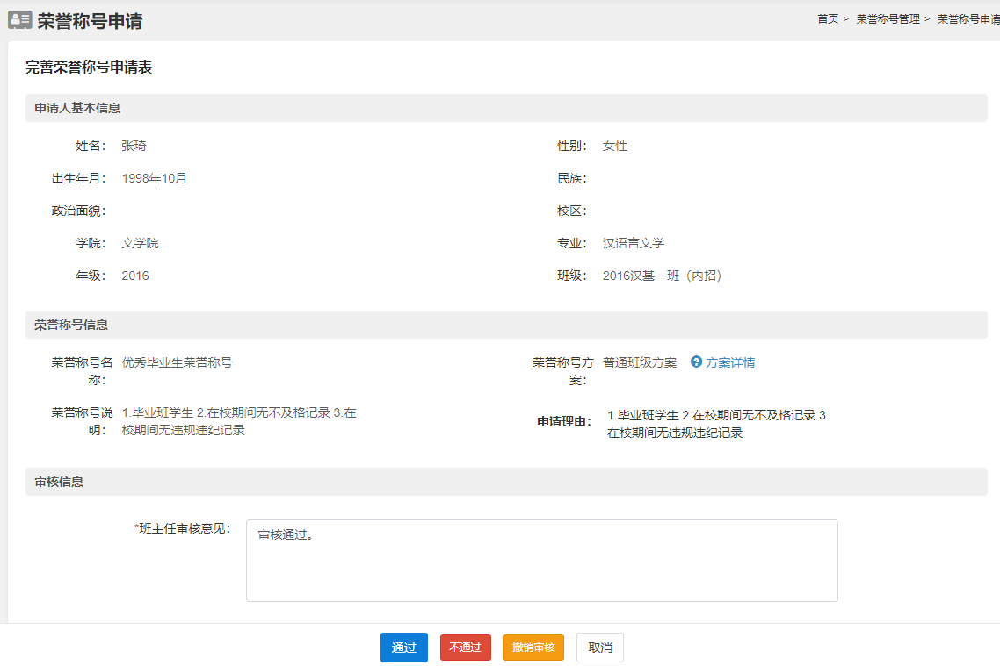 荣誉称号申请
首页 > 荣誉称号管理 > 荣誉称号申请
完善荣誉称号申请表
申请人基本信息
姓名： 张琦
性别： 女性
出生年月： 1998年10月
民族：
政治面貌：
校区：
学院： 文学院
专业： 汉语言文学
年级： 2016
班级： 2016汉基一班（内招）
荣誉称号信息
荣誉称号名
称：
优秀毕业生荣誉称号
荣誉称号方
案：
普通班级方案 方案详情
荣誉称号说
明：
1.毕业班学生 2.在校期间无不及格记录 3.在
校期间无违规违纪记录
申请理由：
1.毕业班学生 2.在校期间无不及格记录 3.
在校期间无违规违纪记录
审核信息
*班主任审核意见：
审核通过。
通过 不通过 撤销审核 取消